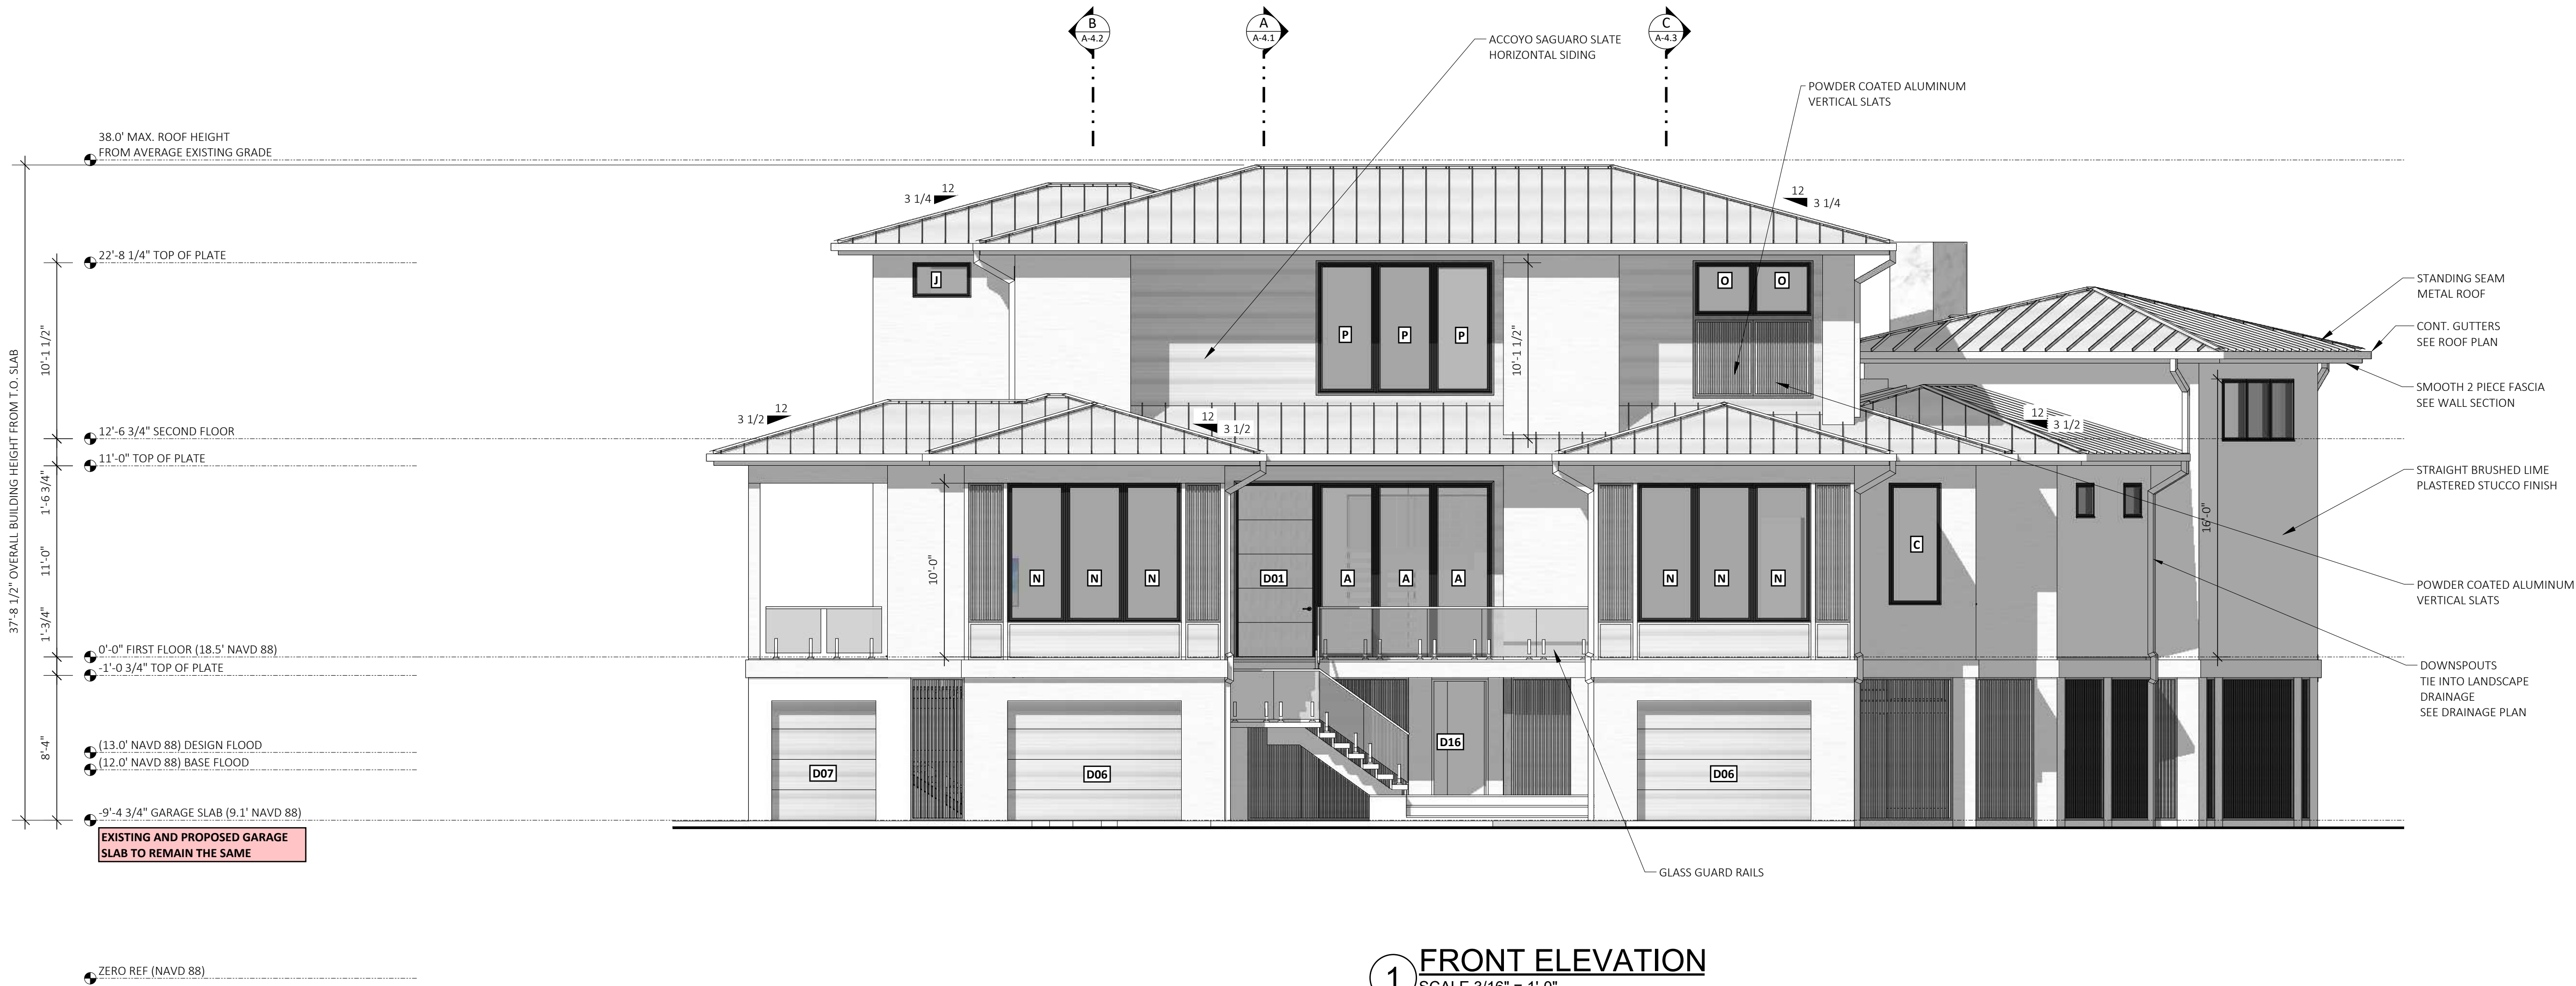 B
A-4.2
A
A-4.1
C
A-4.3
ACCOYO SAGUARO SLATE
HORIZONTAL SIDING
POWDER COATED ALUMINUM
VERTICAL SLATS
38.0' MAX. ROOF HEIGHT
FROM AVERAGE EXISTING GRADE
12
3 1/4
12
3 1/4
22'-8 1/4" TOP OF PLATE
J
P
P
P
O
O
10'-1 1/2"
10'-1 1/2"
STANDING SEAM
METAL ROOF
CONT. GUTTERS
SEE ROOF PLAN
SMOOTH 2 PIECE FASCIA
SEE WALL SECTION
37'-8 1/2" OVERALL BUILDING HEIGHT FROM T.O. SLAB
12
3 1/2
12
3 1/2
12
3 1/2
12'-6 3/4" SECOND FLOOR
11'-0" TOP OF PLATE
1'-6 3/4"
STRAIGHT BRUSHED LIME
PLASTERED STUCCO FINISH
16'-0"
11'-0"
10'-0"
N
N
N
D01
A
A
A
N
N
N
C
POWDER COATED ALUMINUM
VERTICAL SLATS
1'-3/4"
0'-0" FIRST FLOOR (18.5' NAVD 88)
-1'-0 3/4" TOP OF PLATE
DOWNSPOUTS
TIE INTO LANDSCAPE
DRAINAGE
SEE DRAINAGE PLAN
8'-4"
(13.0' NAVD 88) DESIGN FLOOD
(12.0' NAVD 88) BASE FLOOD
D07
D06
D16
D06
-9'-4 3/4" GARAGE SLAB (9.1' NAVD 88)
EXISTING AND PROPOSED GARAGE
SLAB TO REMAIN THE SAME
GLASS GUARD RAILS
ZERO REF (NAVD 88)
1
FRONT ELEVATION
SCALE 3/16" = 1'-0"